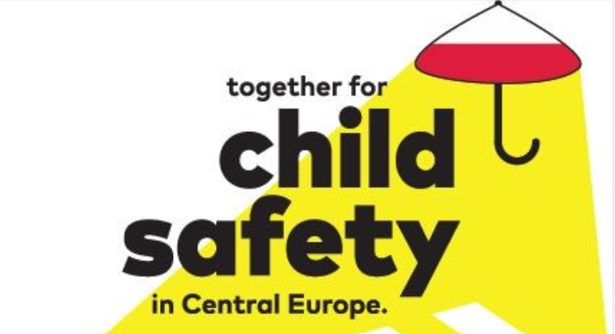 together for
child
safety
in Central Europe.